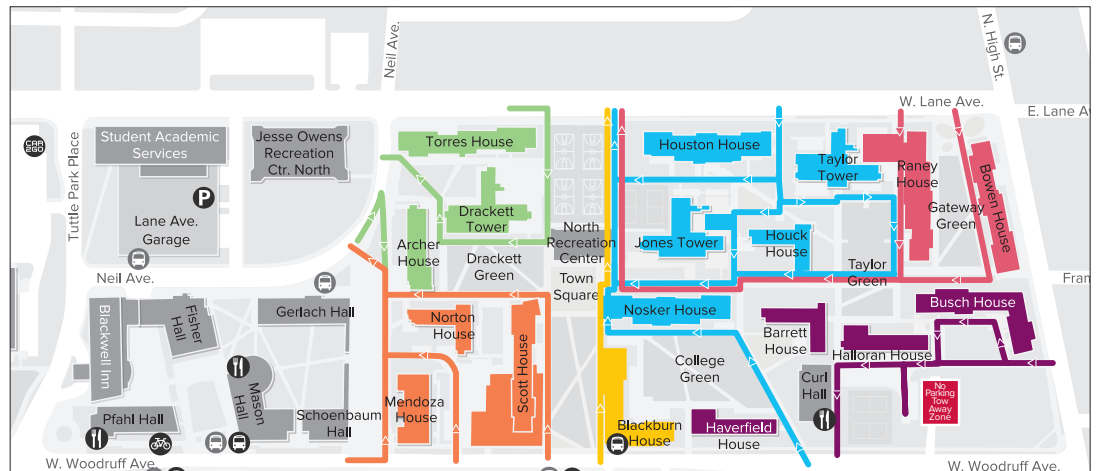 Neil Ave.
N. High St.
W. Lane Ave.
E. Lane Av
CAR
2GO
Tuttle Park Place
Student Academic
Services
Jesse Owens
Recreation
Ctr. North
Torres House
Houston House
Taylor
Tower
Raney
House
Bowen House
P
Lane Ave.
Garage
Drackett
Tower
Archer
House
Drackett
Green
North
Recreation
Center
Jones Tower
Houck
House
Gateway
Green
Taylor
Green
Neil Ave.
Town
Square
Fran
Blackwell Inn
Fisher
Hall
Gerlach Hall
Norton
House
Scott House
Nosker House
Barrett
House
Busch House
Halloran House
College
Green
Curl
Hall
Mason
Hall
Mendoza
House
No
Parking
Tow
Away
Zone
Pfahl Hall
Schoenbaum
Hall
Blackburn
House
Haverfield
House
W. Woodruff Ave.
W. Woodruff Ave.